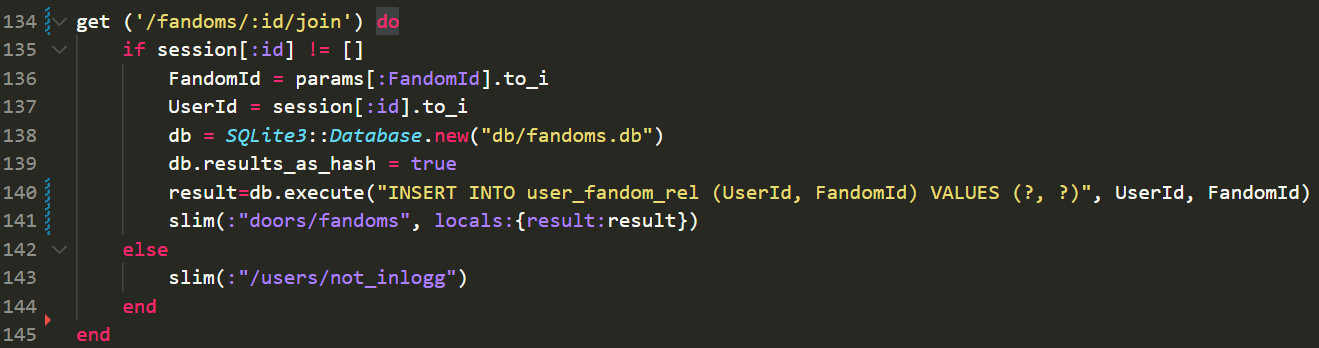 134 get ('/fandoms/:id/join') do
135     if session[:id] != []
136         FandomId = params[:FandomId].to_i
137         UserId = session[:id].to_i
138         db = SQLite3::Database.new("db/fandoms.db")
139         db.results_as_hash = true
140         result=db.execute("INSERT INTO user_fandom_rel (UserId, FandomId) VALUES (?, ?)", UserId, FandomId)
141         slim(:"doors/fandoms", locals:{result:result})
142     else
143         slim(:"/users/not_inlogg")
144     end
145 end